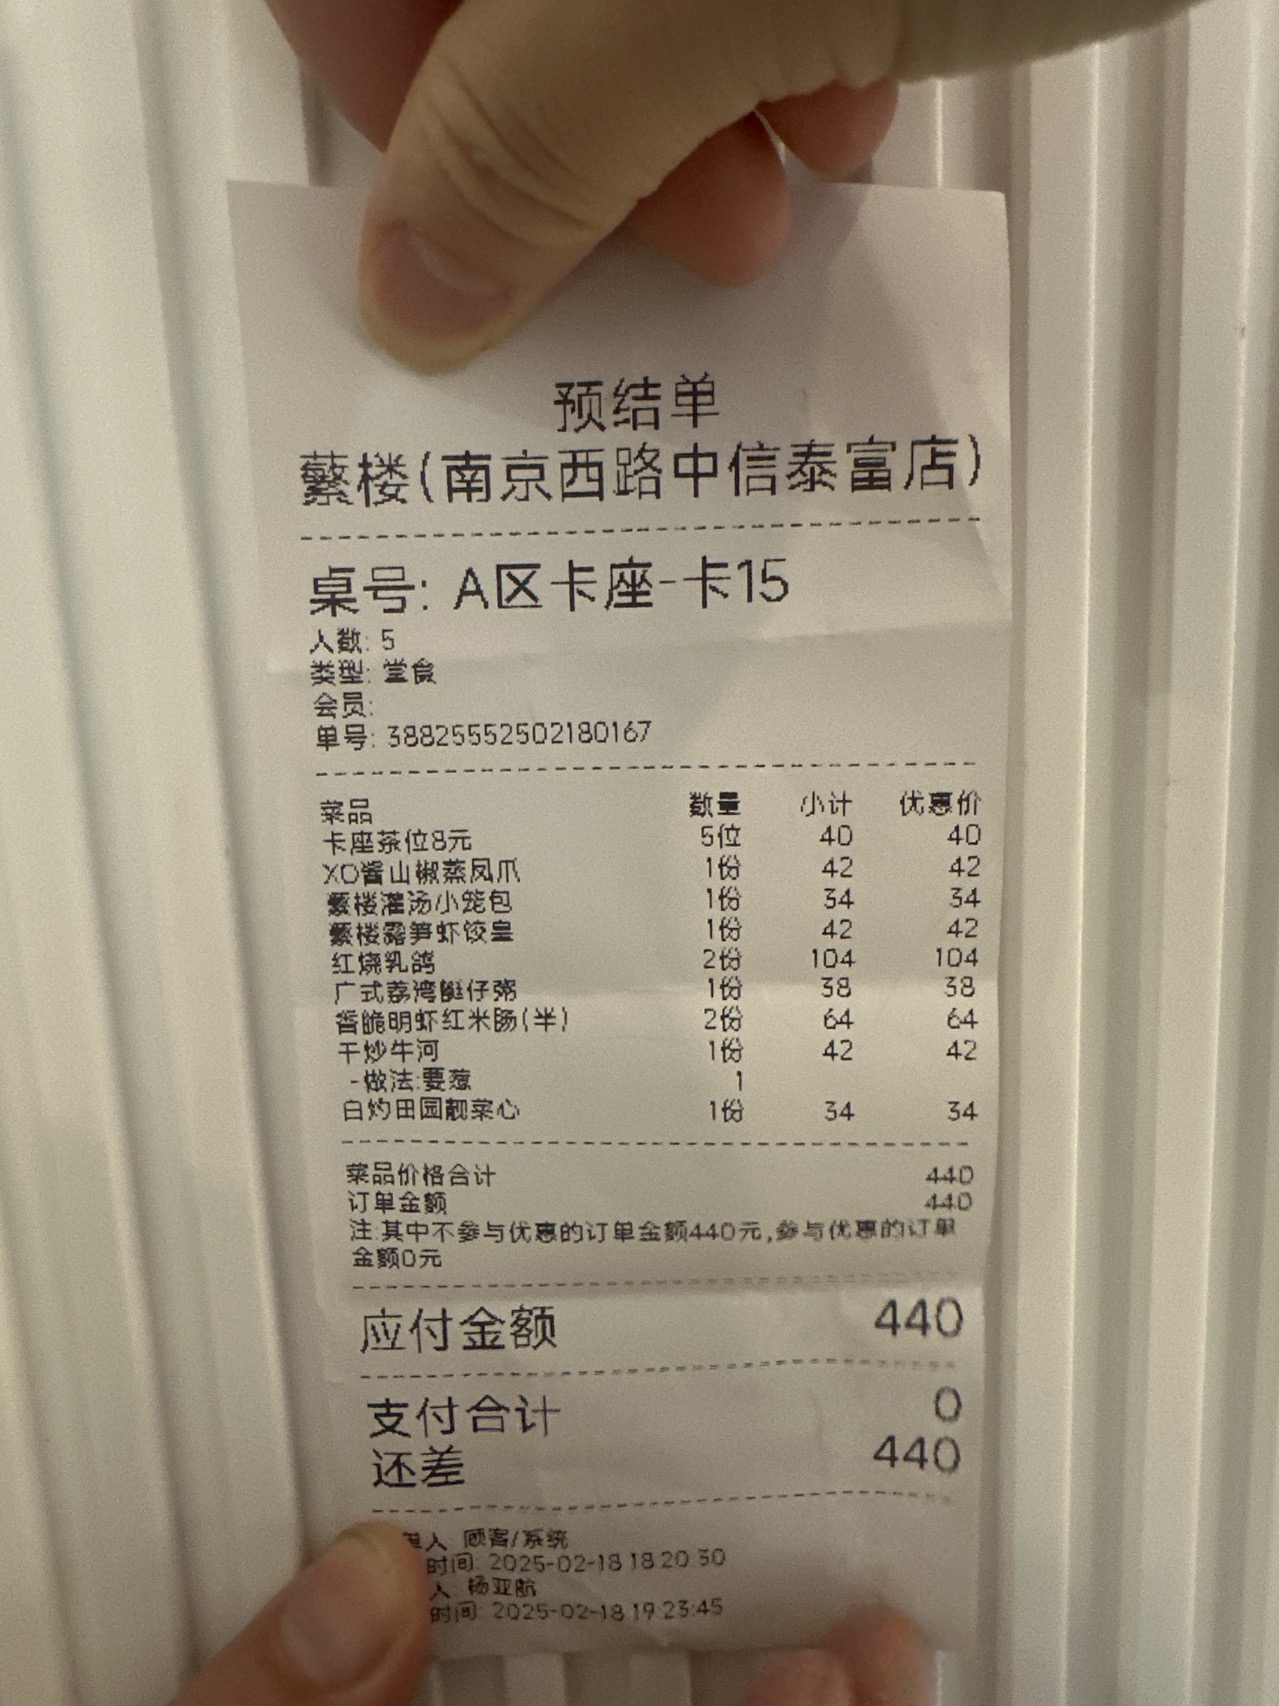 预结单
蘩楼(南京西路中信泰富店)
桌号: A区卡座-卡15
人数: 5
类型: 堂食
会员:
单号: 38825552502180167
菜品 数量 小计 优惠价
卡座茶位8元 5位 40 40
XO酱山椒蒸凤爪 1份 42 42
蘩楼灌汤小笼包 1份 34 34
蘩楼露笋虾饺皇 1份 42 42
红烧乳鸽 2份 104 104
广式荔湾艇仔粥 1份 38 38
酱脆明虾红米肠(半) 2份 64 64
干炒牛河 1份 42 42
-做法:要葱 1
白灼田园靓菜心 1份 34 34
菜品价格合计 440
订单金额 440
注:其中不参与优惠的订单金额440元,参与优惠的订单
金额0元
应付金额 440
支付合计 0
还差 440
单人: 顾客/系统
时间: 2025-02-18 18:20:30
人: 杨亚航
时间: 2025-02-18 19:23:45